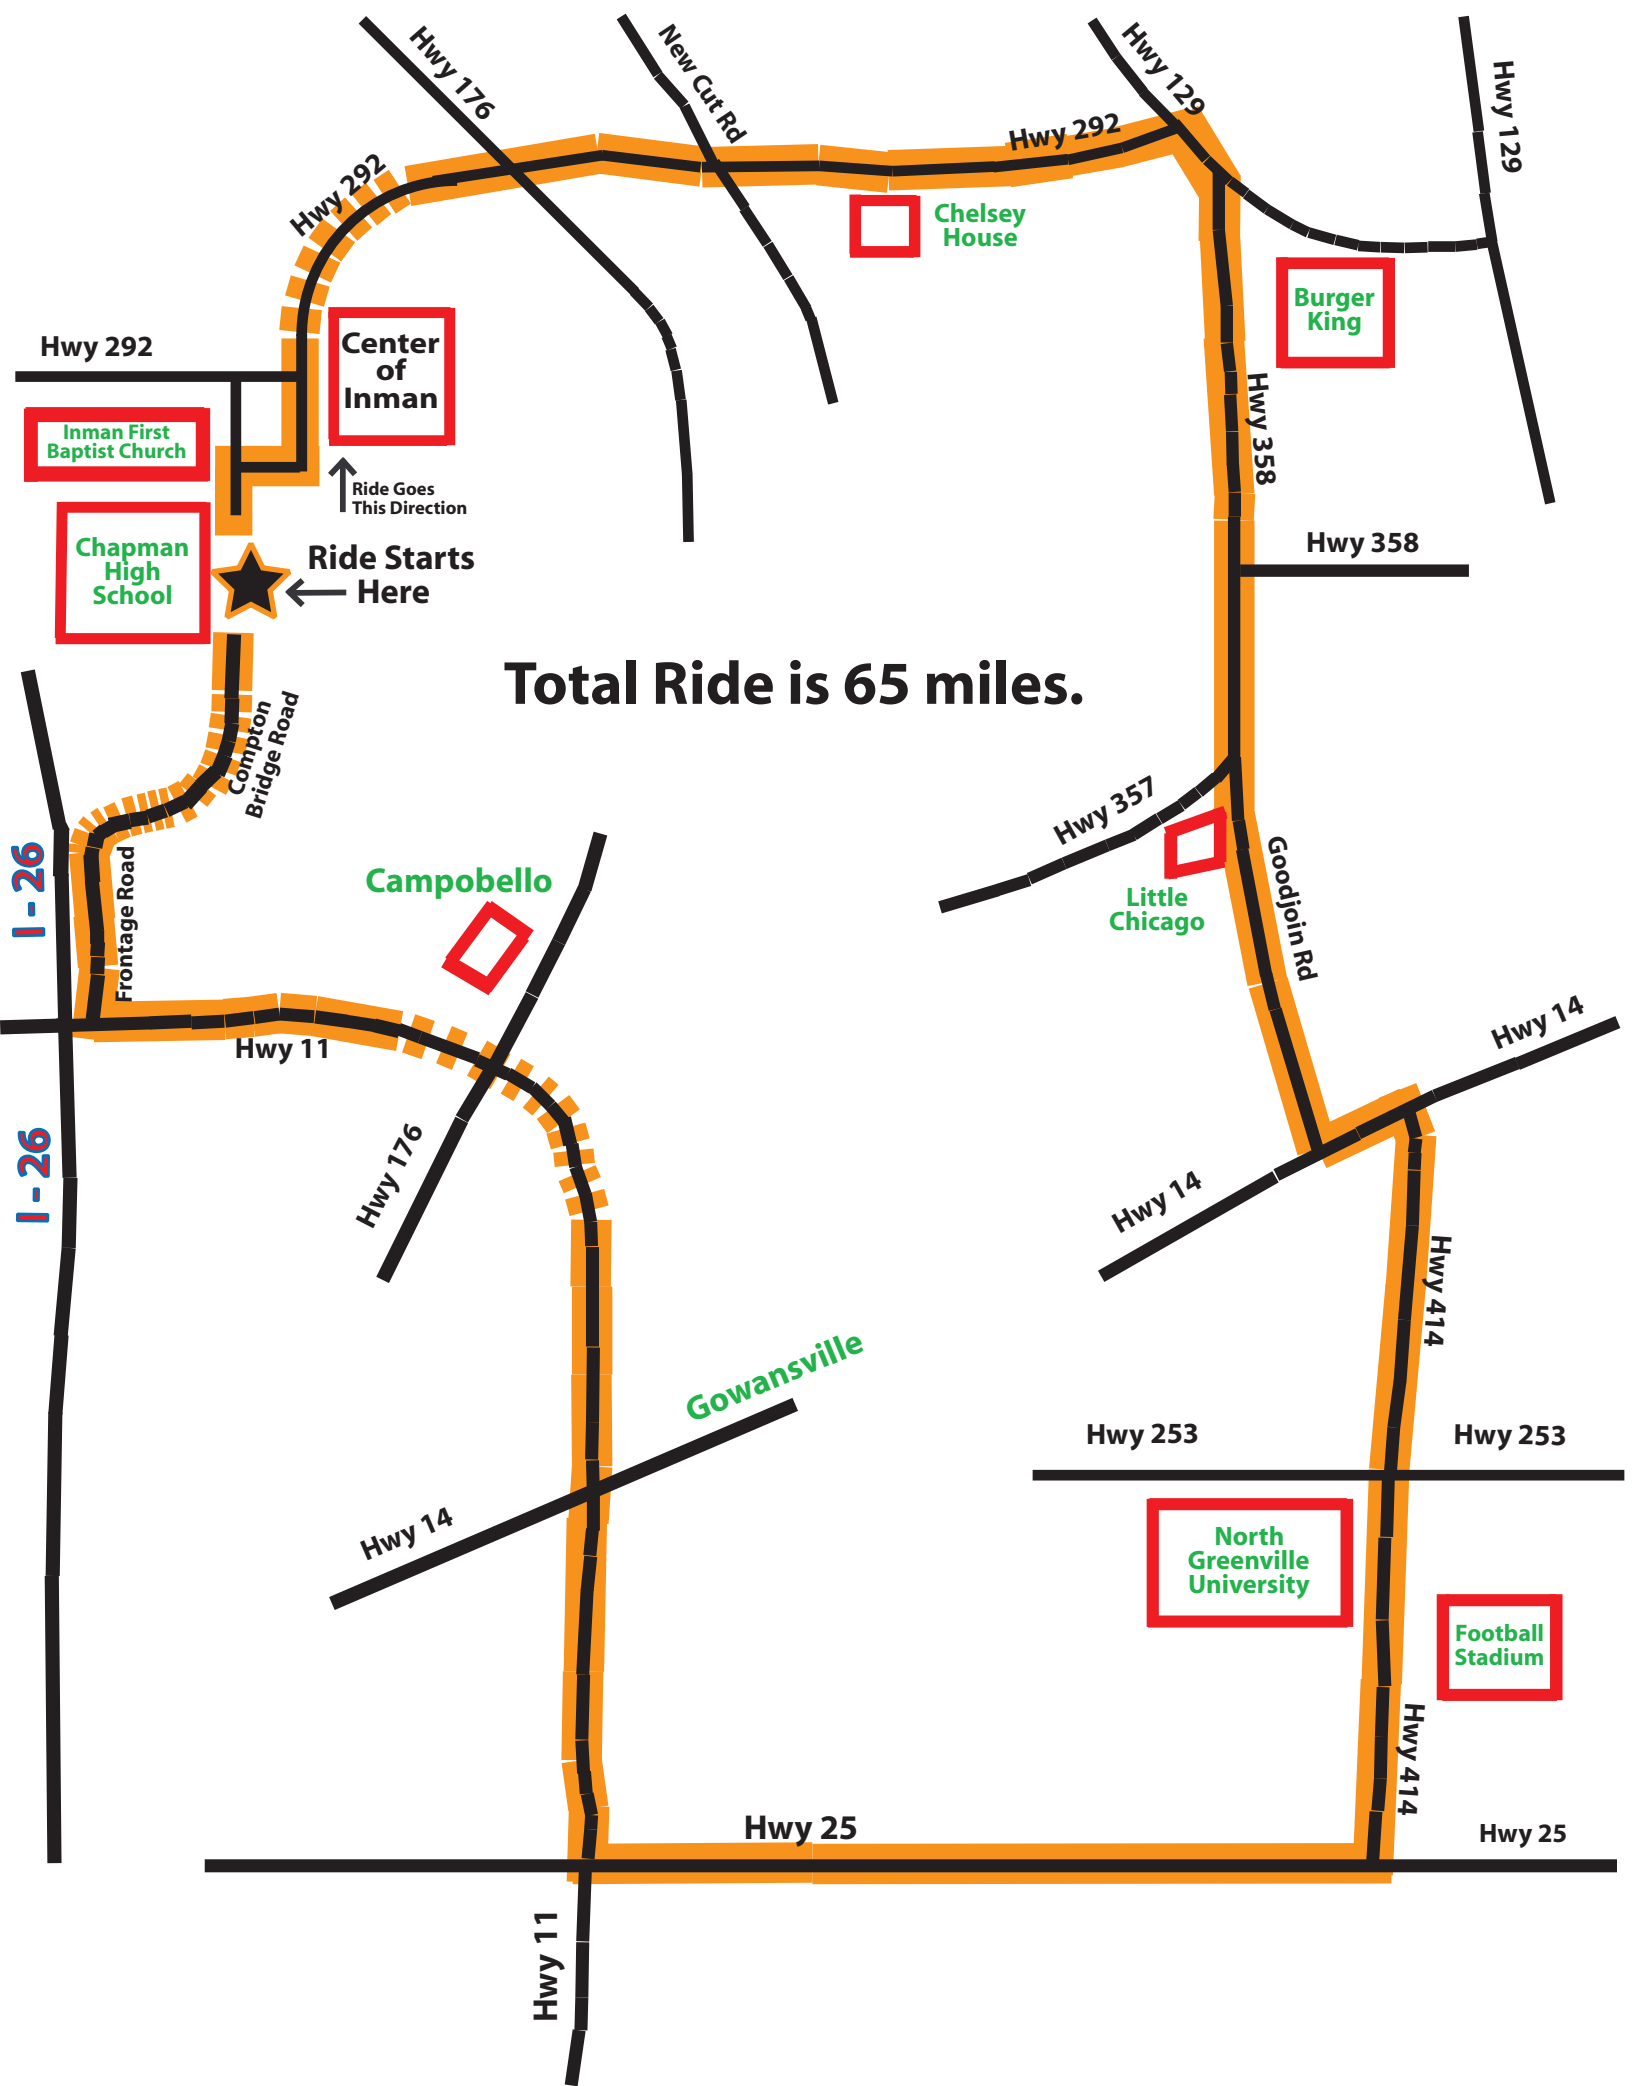 Hwy 176
New Cut Rd
Hwy 129
Hwy 129
Hwy 292
Hwy 292
Chelsey
House
Burger
King
Hwy 292
Center
of
Inman
Inman First
Baptist Church
Hwy 358
Ride Goes
This Direction
Chapman
High
School
Ride Starts
Here
Hwy 358
Total Ride is 65 miles.
Compton
Bridge Road
Hwy 357
I - 26
Frontage Road
Campobello
Little
Chicago
Goodjoin Rd
Hwy 14
Hwy 11
I - 26
Hwy 176
Hwy 14
Hwy 414
Gowansville
Hwy 253
Hwy 253
Hwy 14
North
Greenville
University
Football
Stadium
Hwy 414
Hwy 25
Hwy 25
Hwy 11